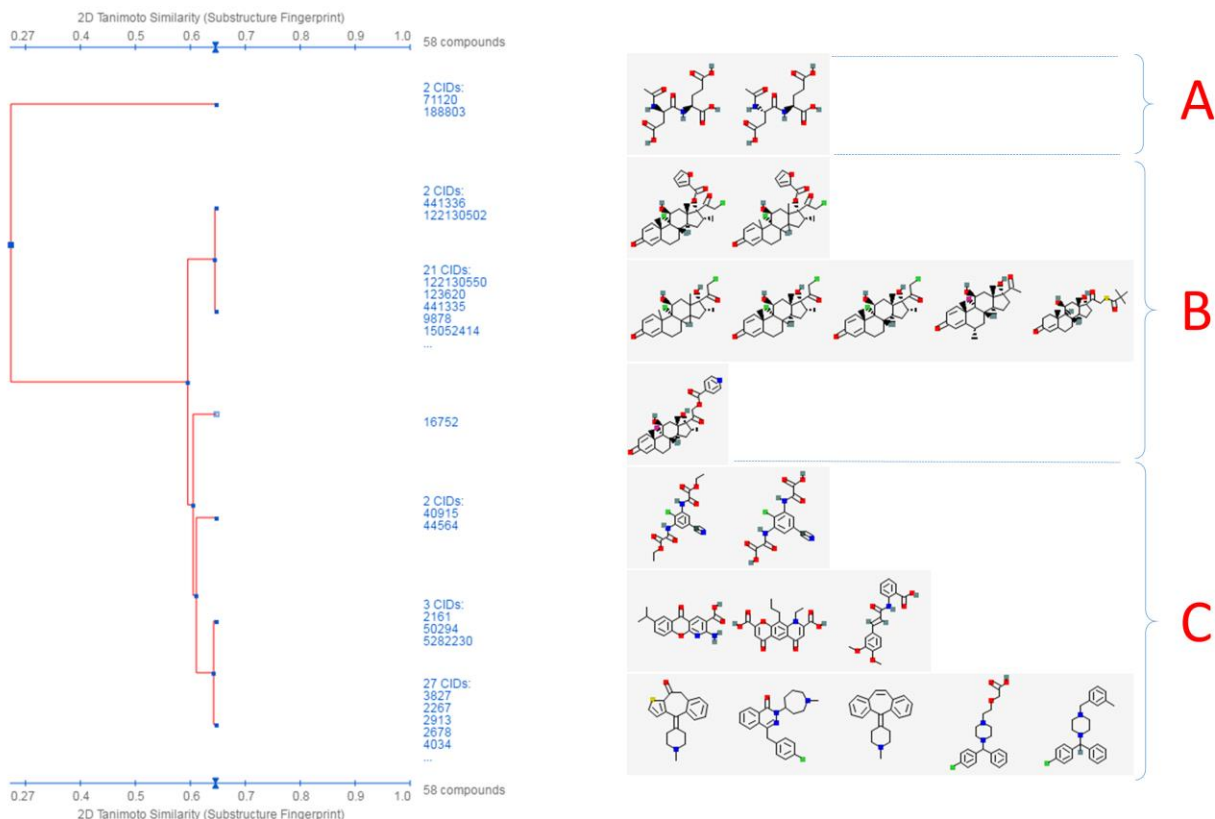 2D Tanimoto Similarity (Substructure Fingerprint)
0.27 0.3 0.4 0.5 0.6 0.7 0.8 0.9 1.0
58 compounds
2 CIDs:
71120
188803
A
2 CIDs:
441336
122130502
21 CIDs:
122130550
123620
441335
9878
15052414
...
B
16752
2 CIDs:
40915
44564
3 CIDs:
2161
50294
5282230
C
27 CIDs:
3827
2267
2913
2678
4034
...
58 compounds
0.27 0.3 0.4 0.5 0.6 0.7 0.8 0.9 1.0
2D Tanimoto Similarity (Substructure Fingerprint)